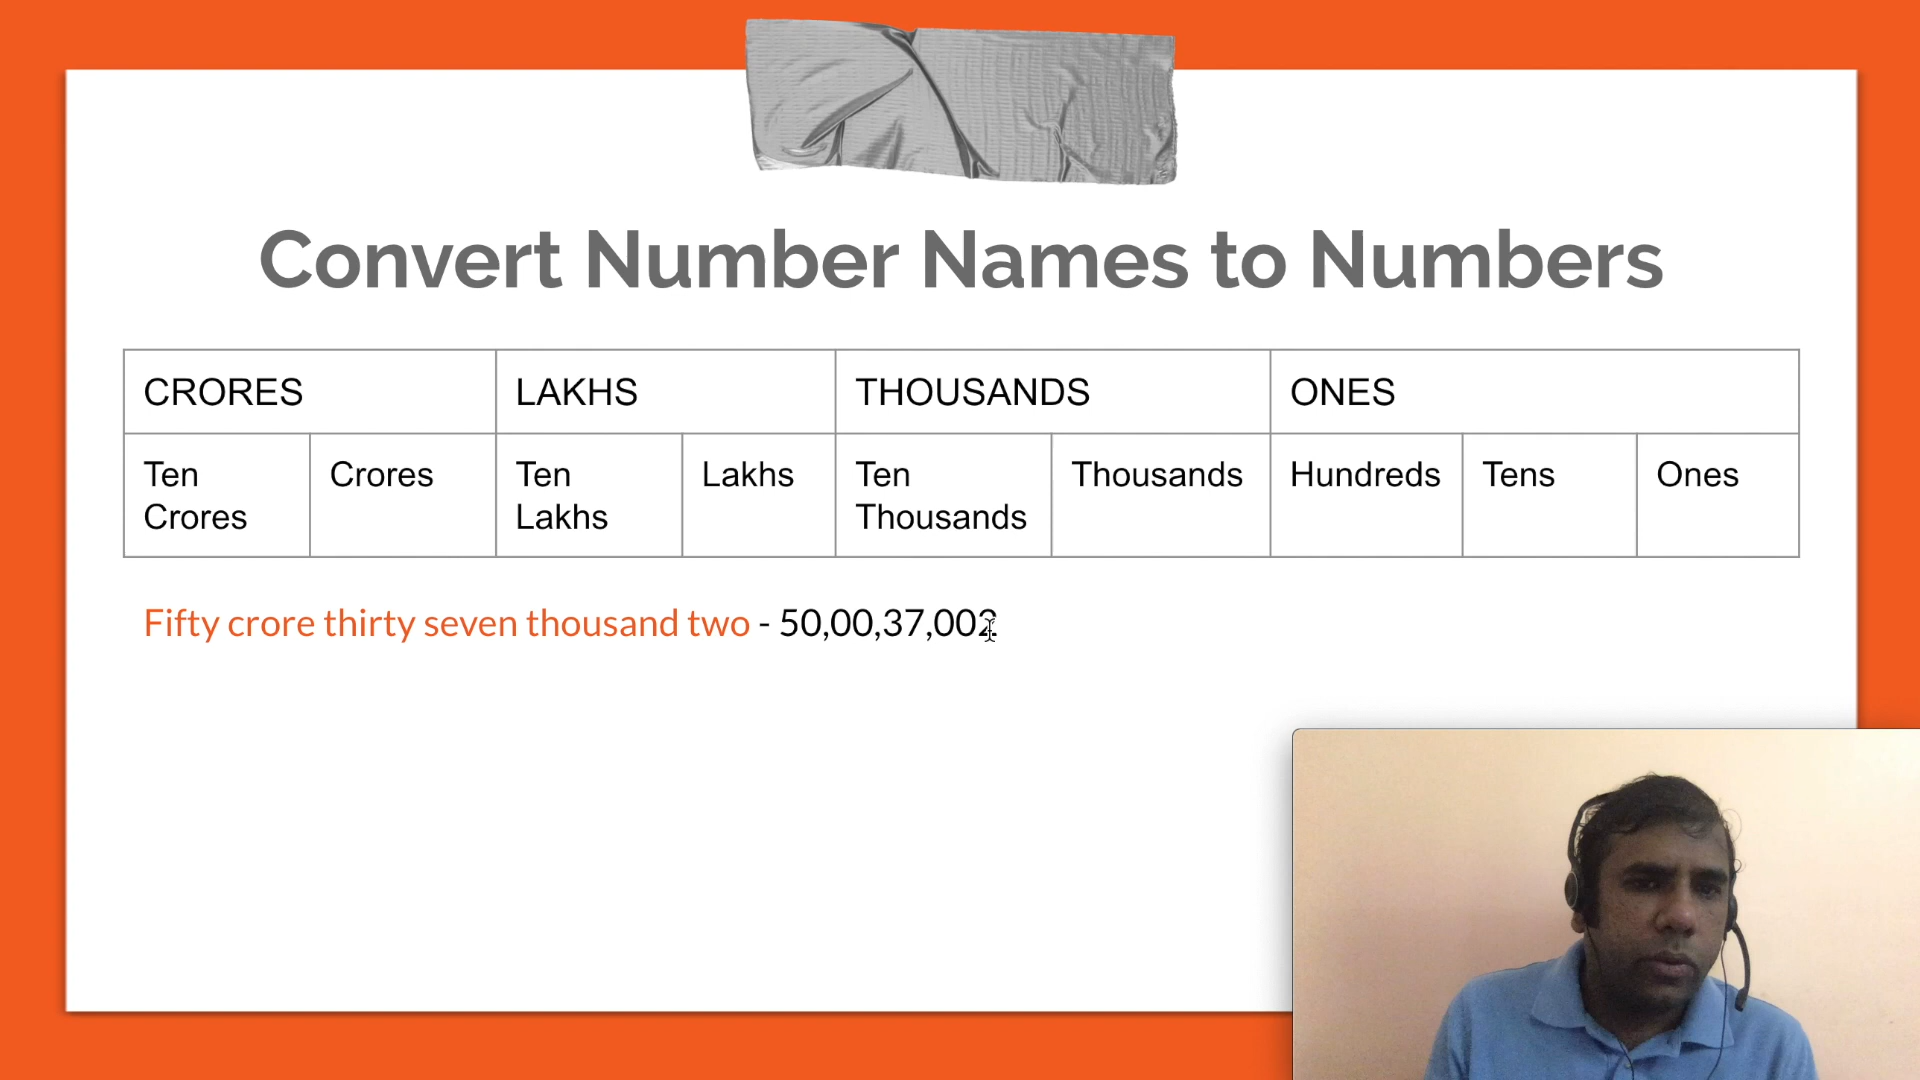 Convert Number Names to Numbers
CRORES LAKHS THOUSANDS ONES
Ten Crores Crores Ten Lakhs Lakhs Ten Thousands Thousands Hundreds Tens Ones
Fifty crore thirty seven thousand two - 50,00,37,002